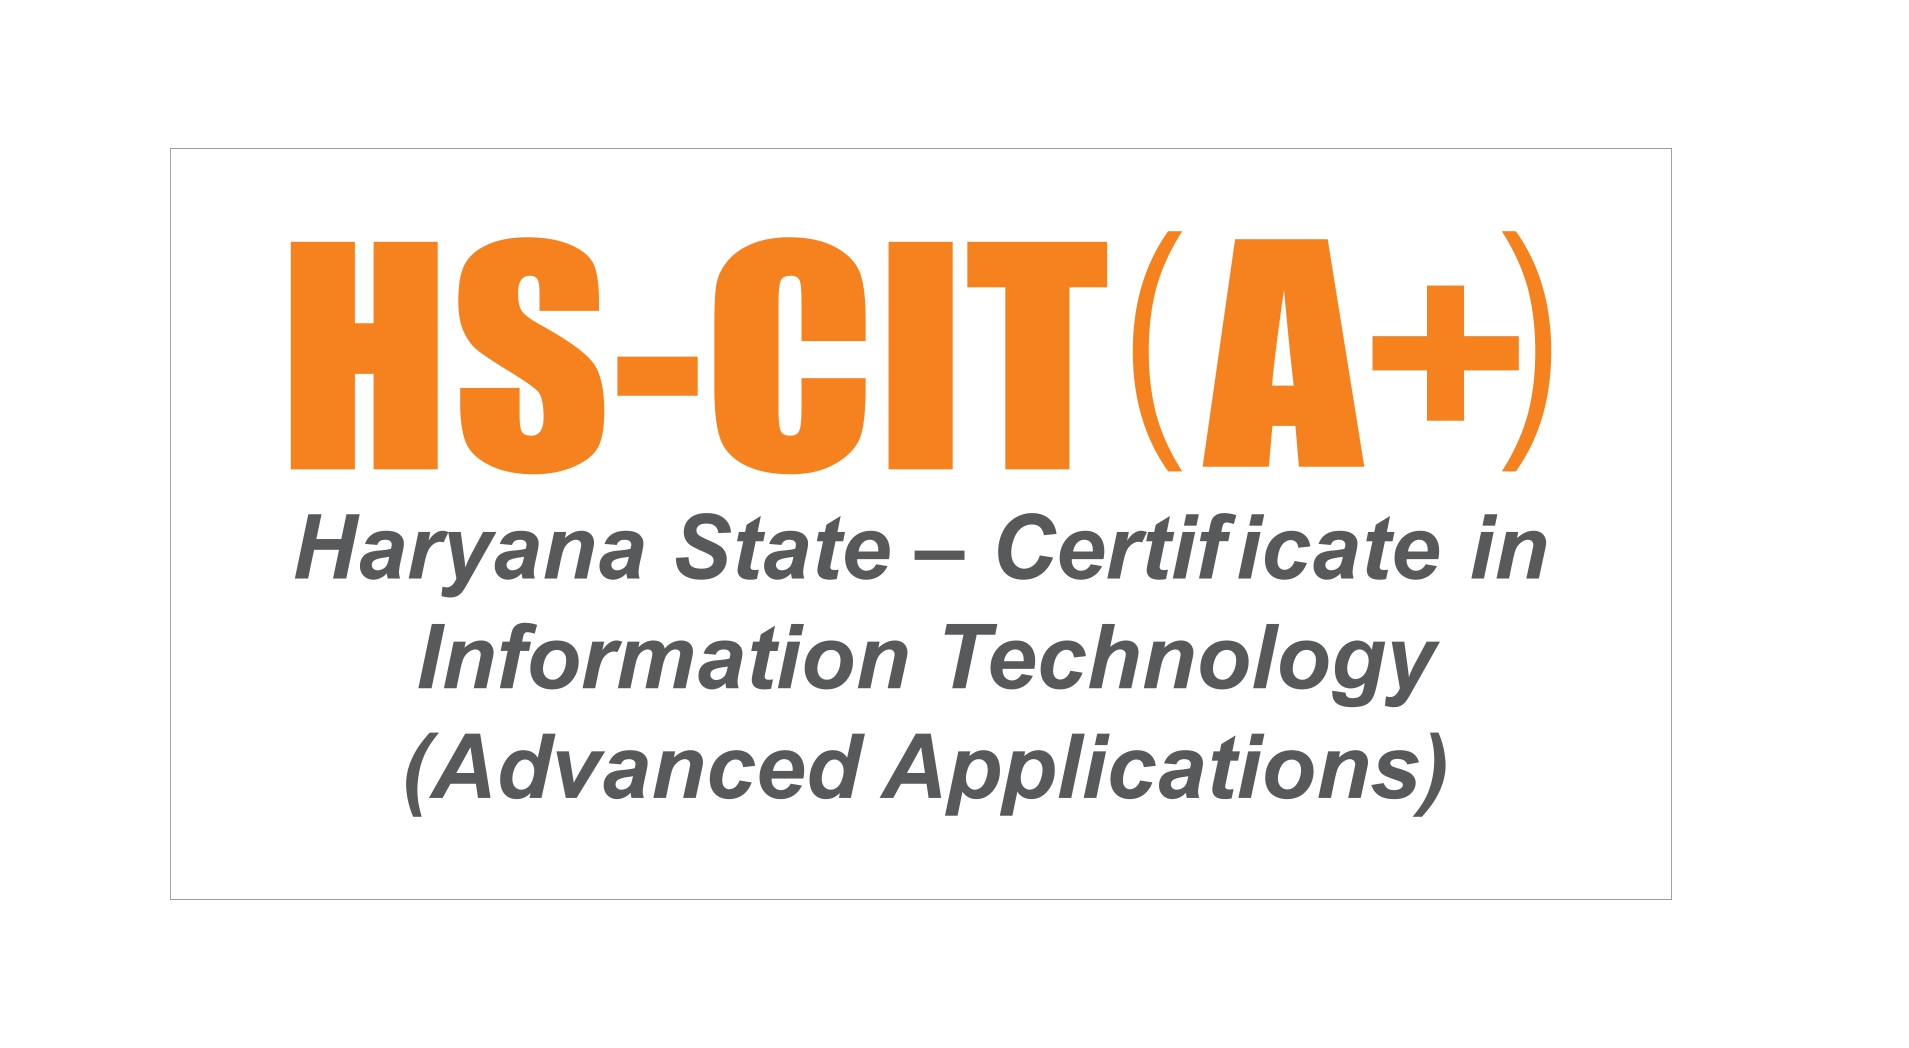 HS-CIT(A+)
Haryana State – Certificate in
Information Technology
(Advanced Applications)